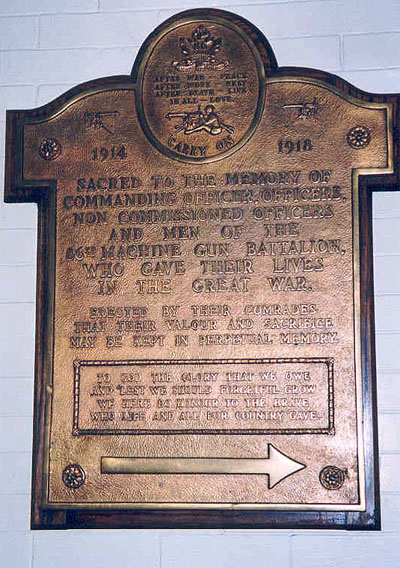 AFTER WAR - PEACE
AFTER WORK REST
AFTER DEATH LIFE
IN ALL - LOVE.
CARRY ON
1914 1918
SACRED TO THE MEMORY OF
COMMANDING OFFICER, OFFICERS,
NON COMMISSIONED OFFICERS
AND MEN OF THE
86TH MACHINE GUN BATTALION,
WHO GAVE THEIR LIVES
IN THE GREAT WAR.
ERECTED BY THEIR COMRADES
THAT THEIR VALOUR AND SACRIFICE
MAY BE KEPT IN PERPETUAL MEMORY.
TO GOD THE GLORY THAT WE OWE
AND LEST WE SHOULD FORGETFUL GROW
WE HERE DO HONOUR TO THE BRAVE
WHO LIFE AND ALL FOR COUNTRY GAVE.